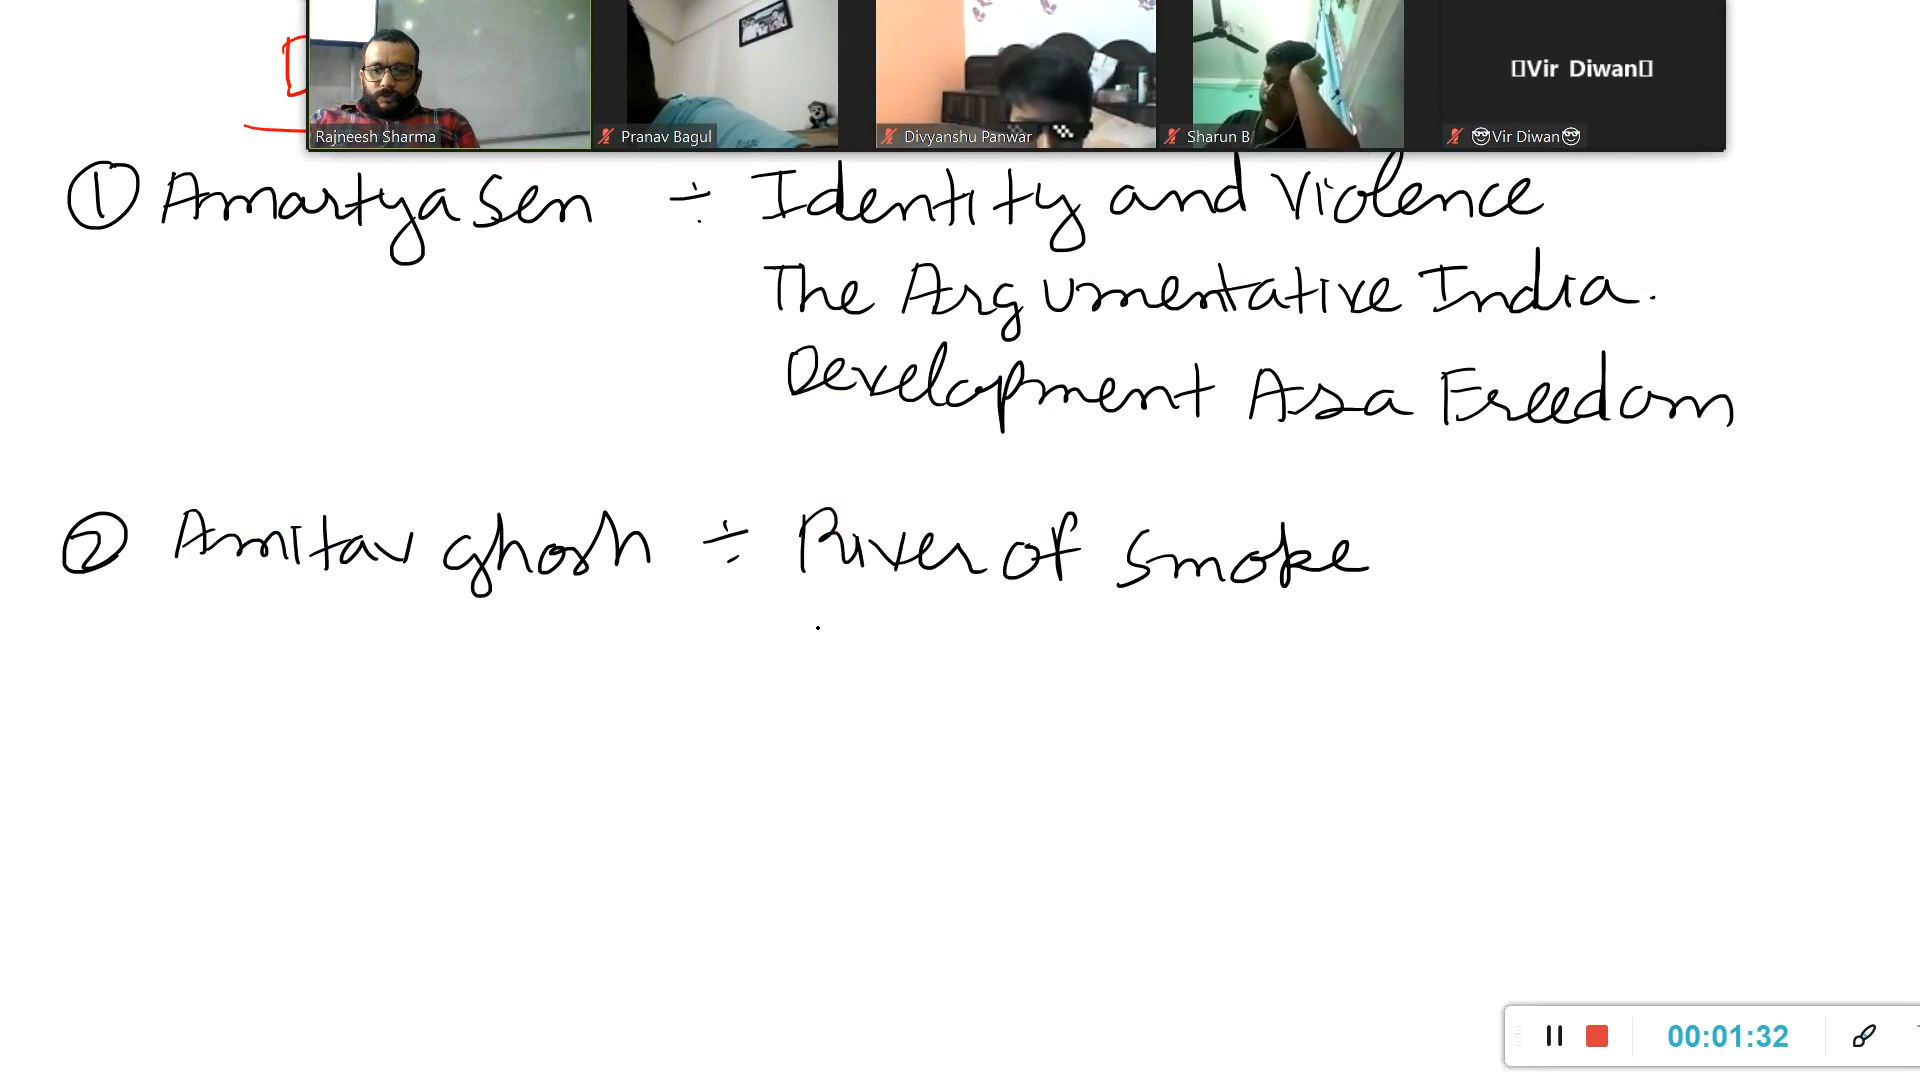 Vir Diwan
Rajneesh Sharma
Pranav Bagul
Divyanshu Panwar
Sharun B
😎Vir Diwan😎
① Amartya Sen ÷ Identity and Violence
The Argumentative India.
Development As a Freedom
② Amitav ghosh ÷ River of Smoke
00:01:32